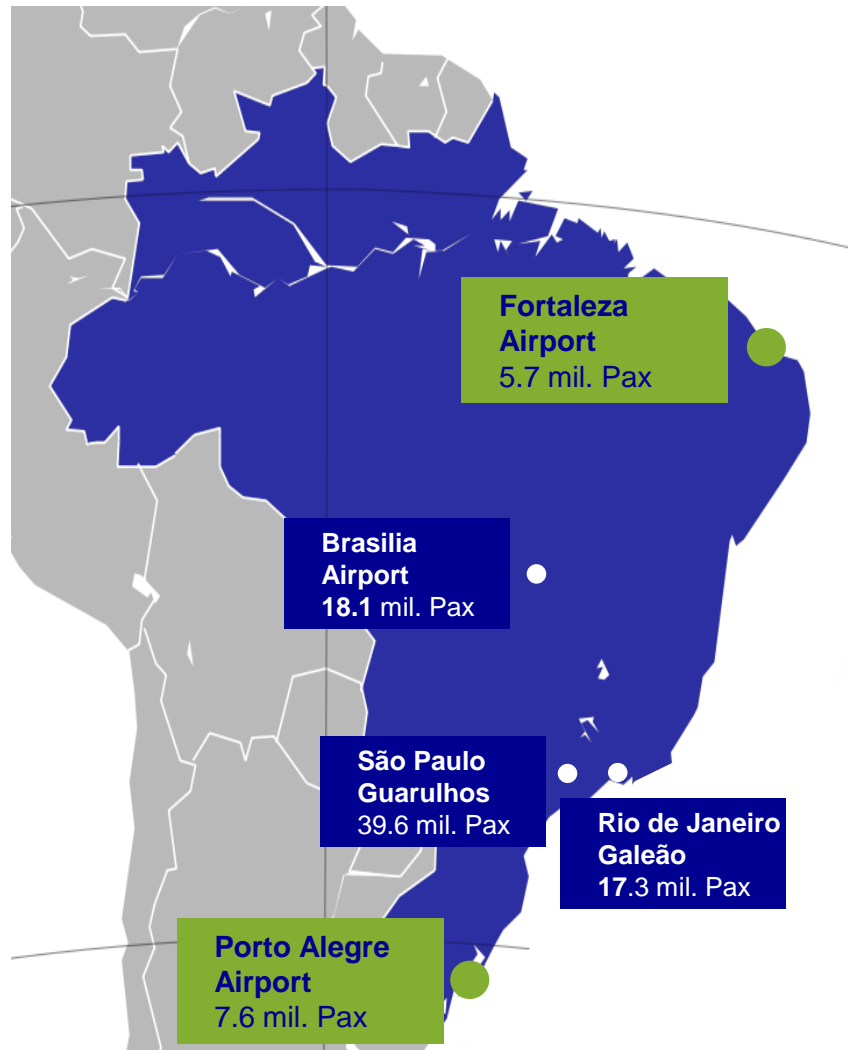 Fortaleza
Airport
5.7 mil. Pax
Brasilia
Airport
18.1 mil. Pax
São Paulo
Guarulhos
39.6 mil. Pax
Rio de Janeiro
Galeão
17.3 mil. Pax
Porto Alegre
Airport
7.6 mil. Pax